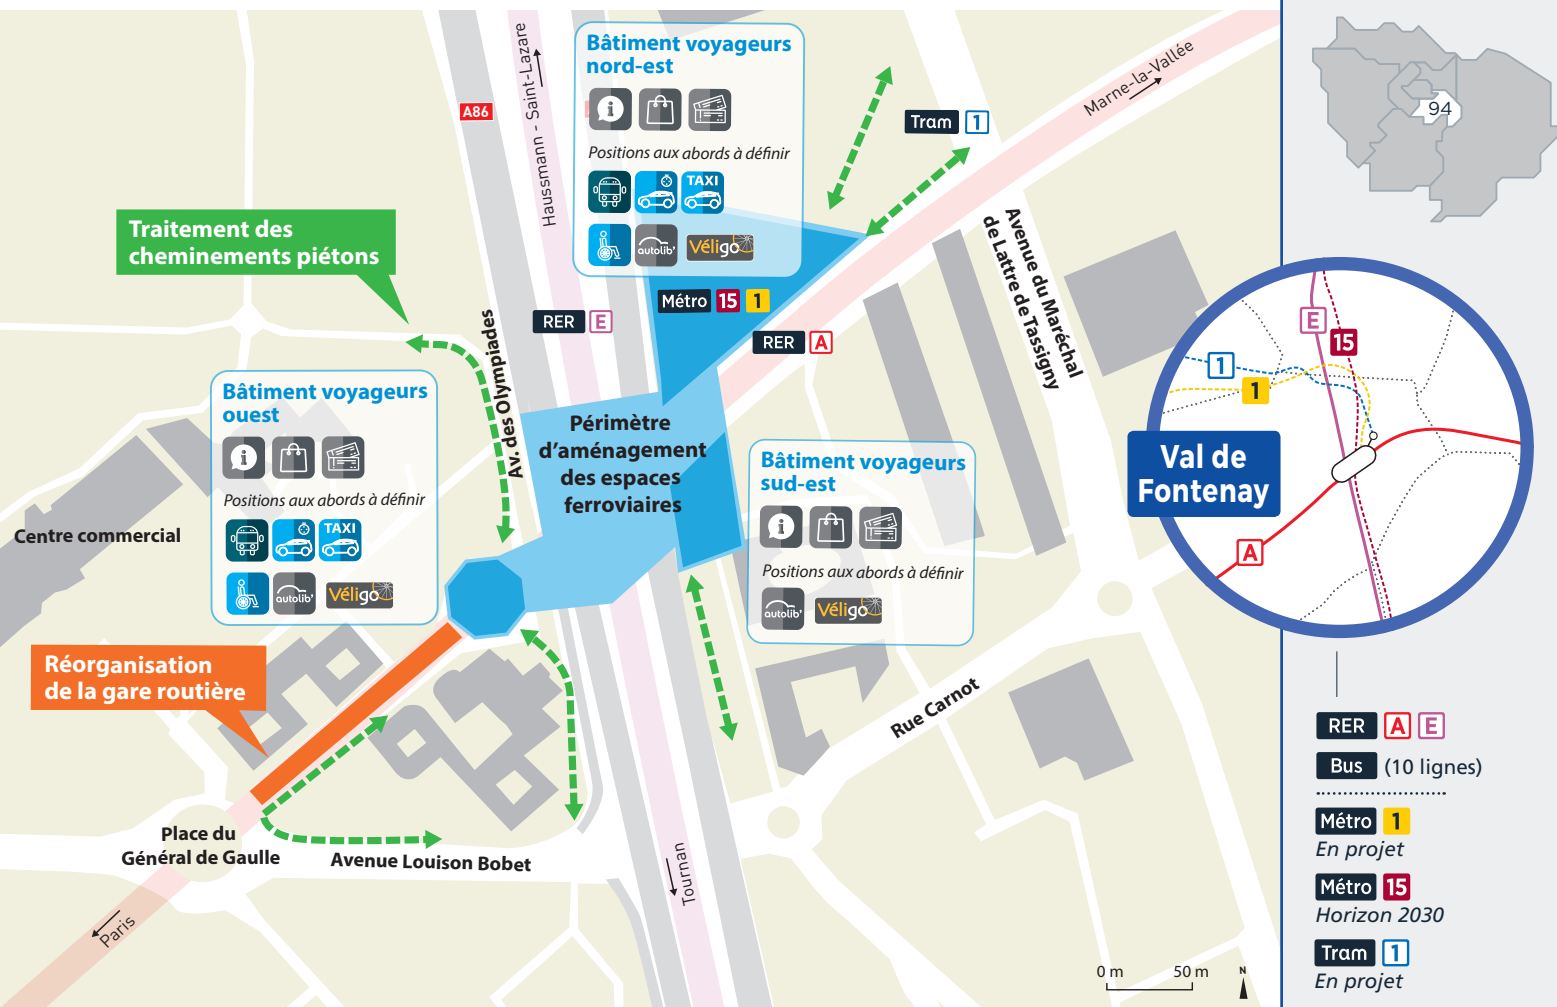 Bâtiment voyageurs
nord-est
Positions aux abords à définir
TAXI
autolib'
Véligo
A86
Haussmann - Saint-Lazare
Tram 1
Marne-la-Vallée
94
Traitement des
cheminements piétons
Métro 15 1
RER E
RER A
Avenue du Maréchal
de Lattre de Tassigny
Av. des Olympiades
Bâtiment voyageurs
ouest
Positions aux abords à définir
TAXI
autolib'
Véligo
Périmètre
d'aménagement
des espaces
ferroviaires
Bâtiment voyageurs
sud-est
Positions aux abords à définir
autolib'
Véligo
Centre commercial
Réorganisation
de la gare routière
Rue Carnot
Place du
Général de Gaulle
Avenue Louison Bobet
Tournan
Paris
0 m 50 m
N
E
15
1
1
Val de
Fontenay
A
RER A E
Bus (10 lignes)
Métro 1
En projet
Métro 15
Horizon 2030
Tram 1
En projet